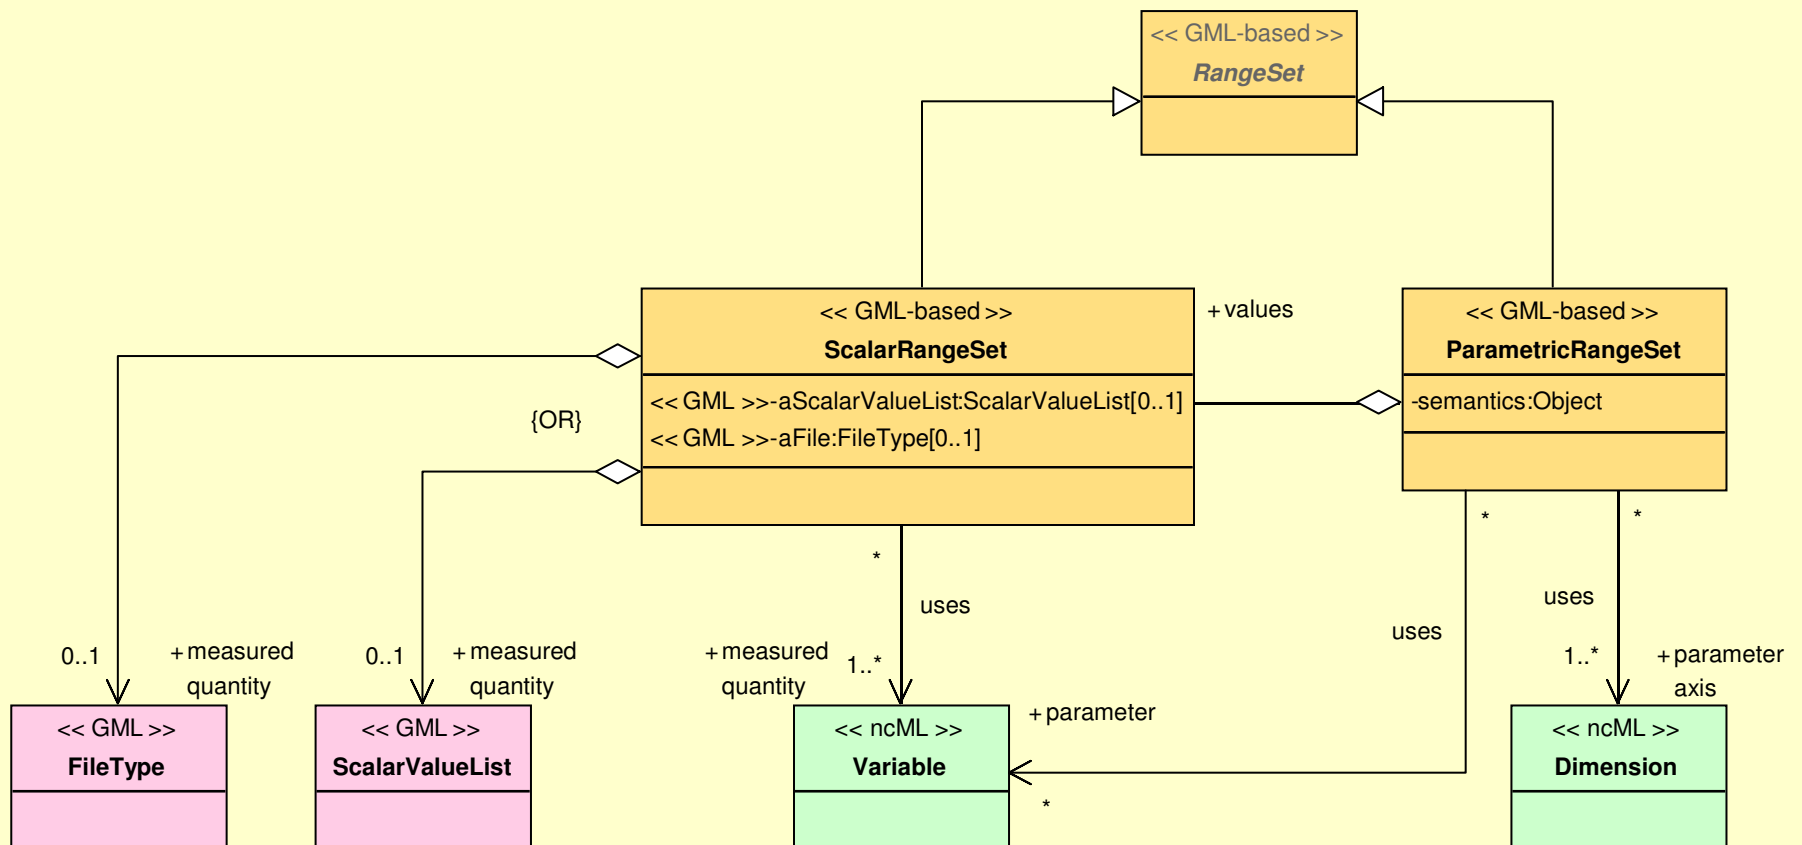 << GML-based >>
RangeSet
<< GML-based >>
ScalarRangeSet
<< GML >>-aScalarValueList:ScalarValueList[0..1]
<< GML >>-aFile:FileType[0..1]
+values
<< GML-based >>
ParametricRangeSet
-semantics:Object
{OR}
*
uses
*
uses
*
uses
0..1
+measured
quantity
0..1
+measured
quantity
+measured
quantity
1..*
+parameter
*
1..*
+parameter
axis
<< GML >>
FileType
<< GML >>
ScalarValueList
<< ncML >>
Variable
<< ncML >>
Dimension